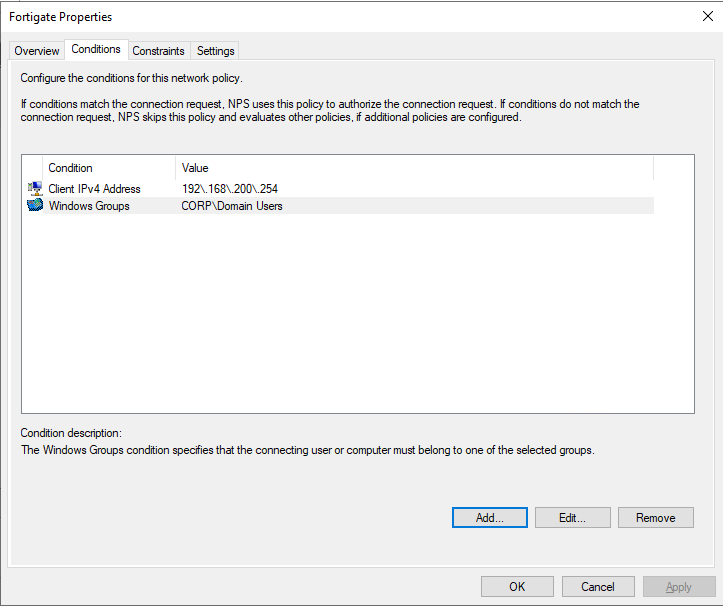 Fortigate Properties
Overview Conditions Constraints Settings
Configure the conditions for this network policy.
If conditions match the connection request, NPS uses this policy to authorize the connection request. If conditions do not match the
connection request, NPS skips this policy and evaluates other policies, if additional policies are configured.
Condition Value
Client IPv4 Address 192\.168\.200\.254
Windows Groups CORP\Domain Users
Condition description:
The Windows Groups condition specifies that the connecting user or computer must belong to one of the selected groups.
Add... Edit... Remove
OK Cancel Apply